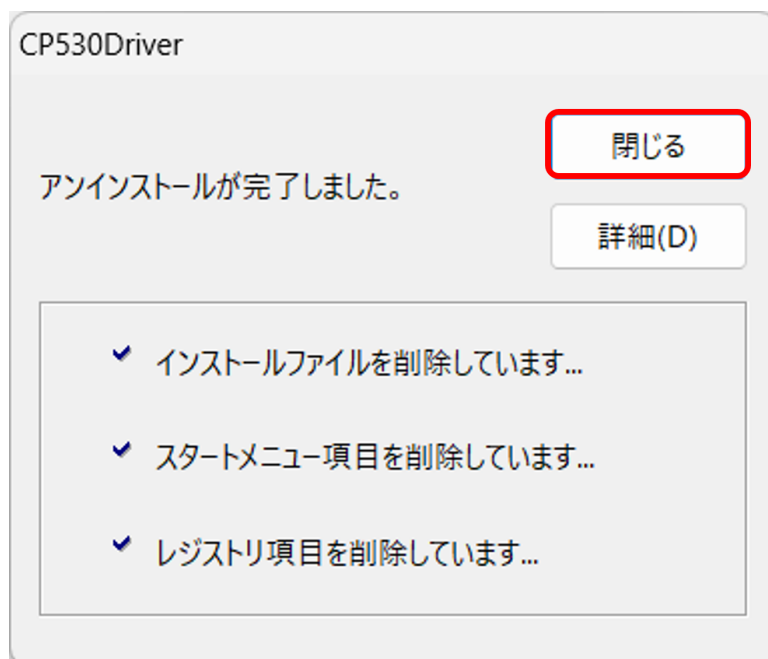 CP530Driver
閉じる
アンインストールが完了しました。
詳細(D)
インストールファイルを削除しています...
スタートメニュー項目を削除しています...
レジストリ項目を削除しています...